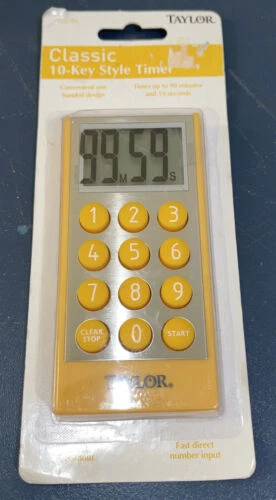 TAYLOR
Classic
10-Key Style Timer
Convenient one
handed design
Timer up to 99 minutes
and 59 seconds
99 59
M S
1 2 3
4 5 6
7 8 9
CLEAR
STOP
0
START
TAYLOR®
Fast direct
number input